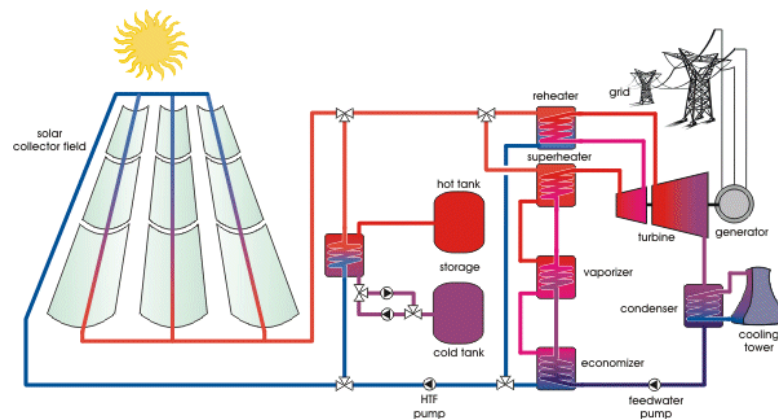 reheater
grid
solar
collector field
superheater
hot tank
generator
turbine
storage
vaporizer
condenser
cooling
tower
cold tank
economizer
HTF
pump
feedwater
pump